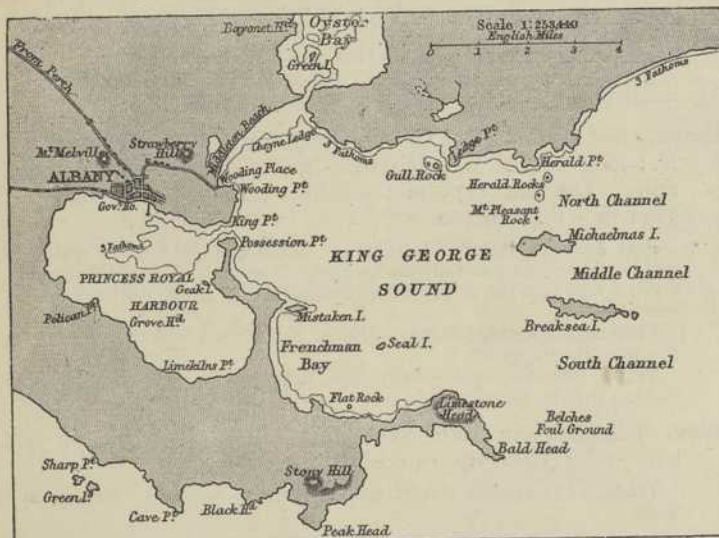 Bayonet Hd.
Oyster
Bay
Green I.
Scale 1:253,440
English Miles
0 1 2 3 4
3 Fathoms
From Perth
Middleton Beach
Cheyne Ledge
3 Fathoms
Ledge Pt.
Gull Rock
Herald Pt.
Herald Rocks
North Channel
Mt. Pleasant
Rock
Michaelmas I.
Mt. Melvill
Strawberry
Hill
Wooding Place
Wooding Pt.
ALBANY
Gov. Ho.
King Pt.
Possession Pt.
KING GEORGE
SOUND
Middle Channel
3 Fathoms
PRINCESS ROYAL
HARBOUR
Geak I.
Pelican Pt.
Grove Hd.
Mistaken I.
Breaksea I.
Frenchman
Bay
Seal I.
South Channel
Limekilns Pt.
Flat Rock
Limestone
Head
Belches
Foul Ground
Bald Head
Sharp Pt.
Green Is.
Stony Hill
Cave Pt.
Black Hd.
Peak Head